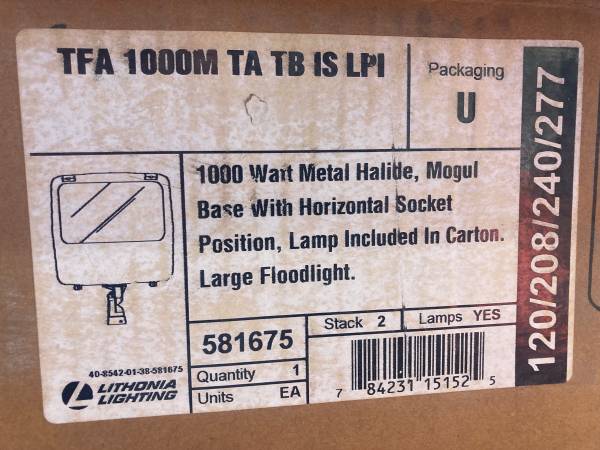 TFA 1000M TA TB IS LPI
Packaging
U
120/208/240/277
1000 Watt Metal Halide, Mogul
Base With Horizontal Socket
Position, Lamp Included In Carton.
Large Floodlight.
40-8542-01-38-581675
LITHONIA
LIGHTING
581675
Quantity 1
Units EA
Stack 2
Lamps YES
7 84231 15152 5